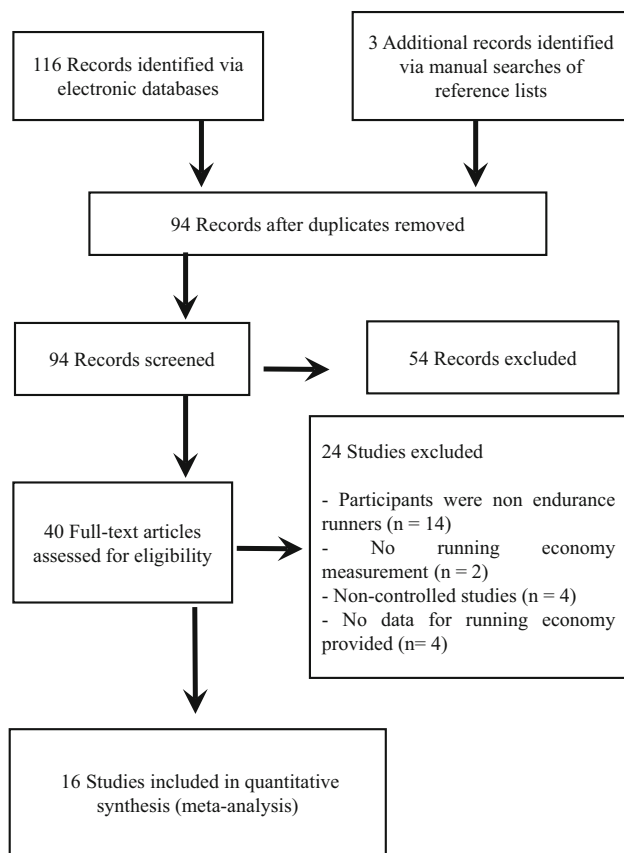 116 Records identified via
electronic databases
3 Additional records identified
via manual searches of
reference lists
94 Records after duplicates removed
94 Records screened
54 Records excluded
40 Full-text articles
assessed for eligibility
24 Studies excluded
- Participants were non endurance
runners (n = 14)
- No running economy
measurement (n = 2)
- Non-controlled studies (n = 4)
- No data for running economy
provided (n= 4)
16 Studies included in quantitative
synthesis (meta-analysis)